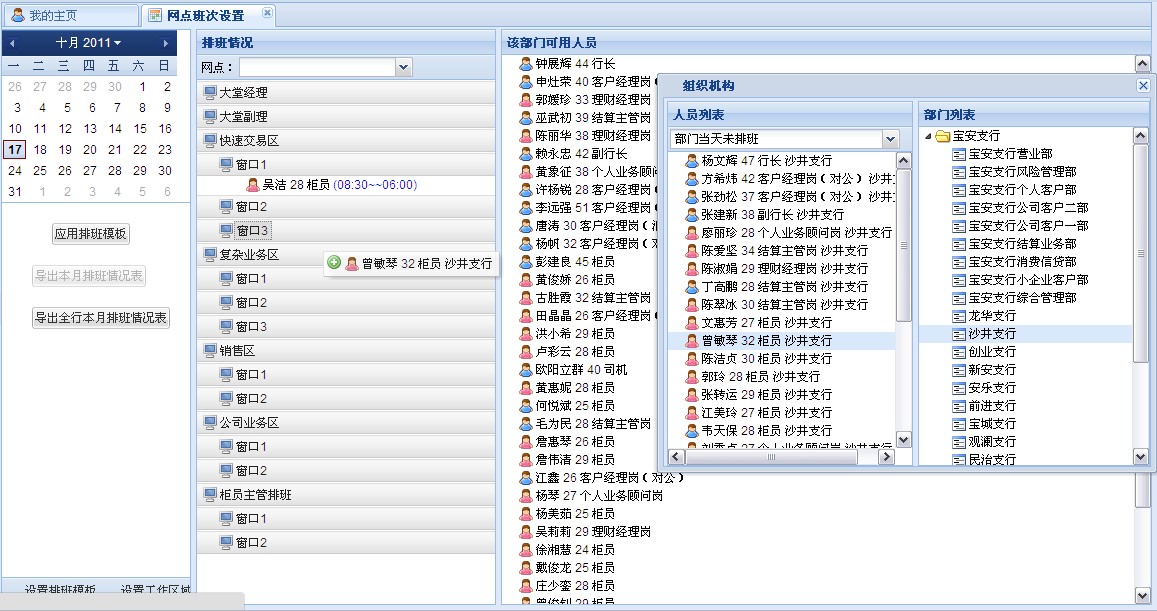 我的主页
网点班次设置
十月 2011
一 二 三 四 五 六 日
26 27 28 29 30 1 2
3 4 5 6 7 8 9
10 11 12 13 14 15 16
17 18 19 20 21 22 23
24 25 26 27 28 29 30
31 1 2 3 4 5 6
应用排班模板
导出本月排班情况表
导出全行本月排班情况表
设置排班模板 设置工作区域
排班情况
网点：
大堂经理
大堂副理
快速交易区
窗口1
吴洁 28 柜员 (08:30~~06:00)
窗口2
窗口3
复杂业务区
窗口1
窗口2
窗口3
销售区
窗口1
窗口2
公司业务区
窗口1
窗口2
柜员主管排班
窗口1
窗口2
曾敏琴 32 柜员 沙井支行
该部门可用人员
钟展辉 44 行长
申灶荣 40 客户经理岗（
郭媛珍 33 理财经理岗
巫武初 39 结算主管岗
陈丽华 38 理财经理岗
赖永忠 42 副行长
黄象征 38 个人业务顾问
许杨锐 28 客户经理岗（
李远强 51 客户经理岗（
唐涛 30 客户经理岗（
杨帆 32 客户经理岗（
彭建良 45 柜员
黄俊娇 26 柜员
古胜霞 32 结算主管岗
田晶晶 26 客户经理岗（
洪小希 29 柜员
卢彩云 28 柜员
欧阳立群 40 司机
黄惠妮 28 柜员
何悦斌 25 柜员
毛为民 28 结算主管岗
詹惠琴 26 柜员
詹伟清 29 柜员
江鑫 26 客户经理岗（对公）
杨琴 27 个人业务顾问岗
杨美茹 25 柜员
吴莉莉 29 理财经理岗
徐湘慧 24 柜员
戴俊龙 25 柜员
庄少銮 28 柜员
组织机构
人员列表
部门当天未排班
杨文辉 47 行长 沙井支行
方希炜 42 客户经理岗（对公） 沙井
张劲松 37 客户经理岗（对公） 沙井
张建新 38 副行长 沙井支行
廖丽珍 28 个人业务顾问岗 沙井支行
陈爱坚 34 结算主管岗 沙井支行
陈淑娟 29 理财经理岗 沙井支行
丁高鹏 28 结算主管岗 沙井支行
陈翠冰 30 结算主管岗 沙井支行
文惠芳 27 柜员 沙井支行
曾敏琴 32 柜员 沙井支行
陈洁贞 30 柜员 沙井支行
郭玲 28 柜员 沙井支行
张转运 29 柜员 沙井支行
江美玲 27 柜员 沙井支行
韦天保 28 柜员 沙井支行
部门列表
宝安支行
宝安支行营业部
宝安支行风险管理部
宝安支行个人客户部
宝安支行公司客户二部
宝安支行公司客户一部
宝安支行结算业务部
宝安支行消费信贷部
宝安支行小企业客户部
宝安支行综合管理部
龙华支行
沙井支行
创业支行
新安支行
安乐支行
前进支行
宝城支行
观澜支行
民治支行